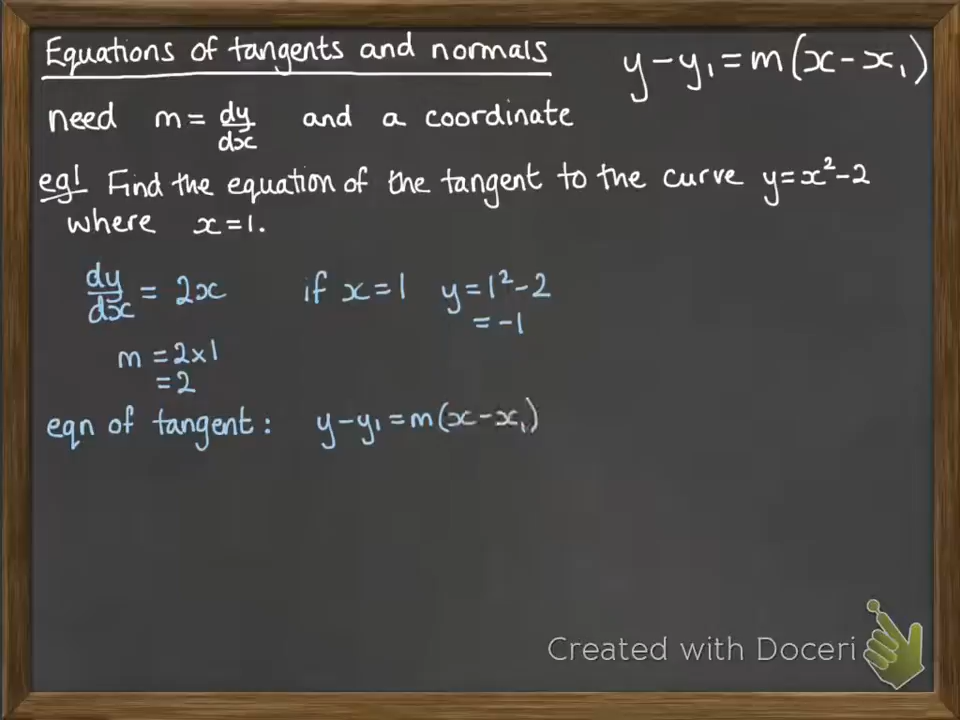 Equations of tangents and normals
y-y₁=m(x-x₁)
need m = dy/dx and a coordinate
eg1 Find the equation of the tangent to the curve y=x²-2
where x=1.
dy/dx = 2x if x=1 y=1²-2
= -1
m = 2×1
= 2
eqn of tangent: y-y₁=m(x-x₁)
Created with Doceri